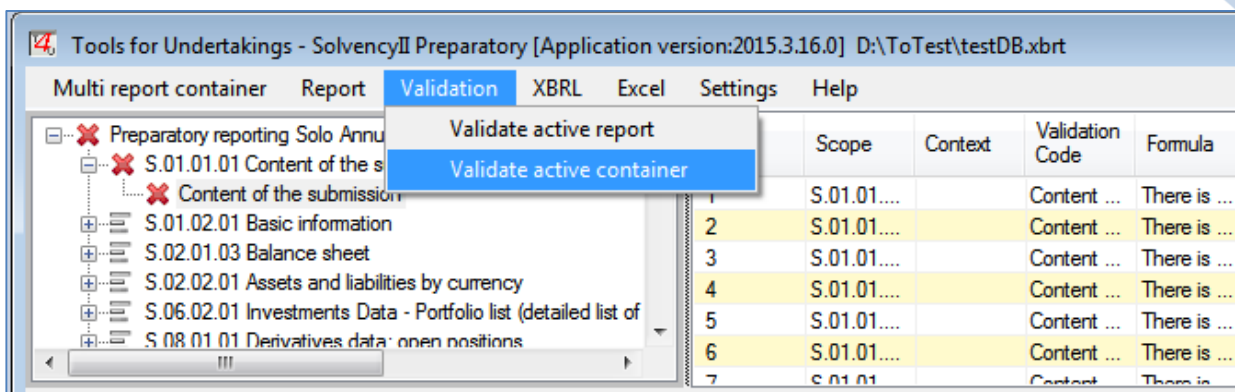 Tools for Undertakings - SolvencyII Preparatory [Application version:2015.3.16.0] D:\ToTest\testDB.xbrt
Multi report container Report Validation XBRL Excel Settings Help
Validate active report
Validate active container
Preparatory reporting Solo Annu
S.01.01.01 Content of the s
Content of the submission
S.01.02.01 Basic information
S.02.01.03 Balance sheet
S.02.02.01 Assets and liabilities by currency
S.06.02.01 Investments Data - Portfolio list (detailed list of
S.08.01.01 Derivatives data: open positions
Scope Context Validation Code Formula
1 S.01.01.... Content ... There is ...
2 S.01.01.... Content ... There is ...
3 S.01.01.... Content ... There is ...
4 S.01.01.... Content ... There is ...
5 S.01.01.... Content ... There is ...
6 S.01.01.... Content ... There is ...
7 S.01.01.... Content ... There is ...